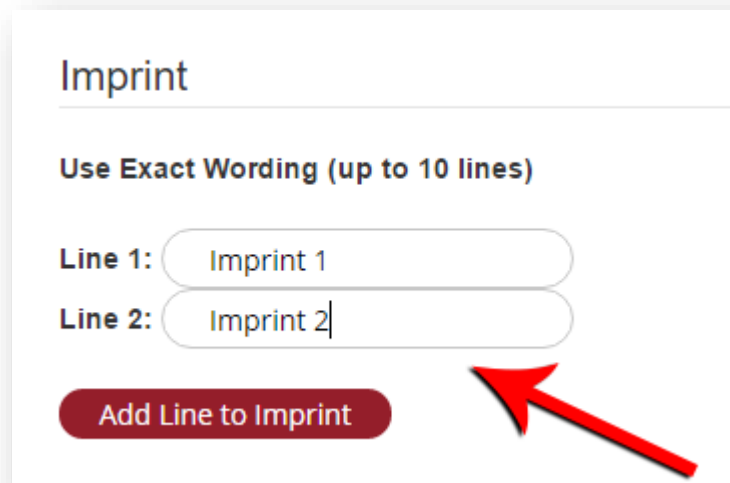 Imprint
Use Exact Wording (up to 10 lines)
Line 1: Imprint 1
Line 2: Imprint 2
Add Line to Imprint